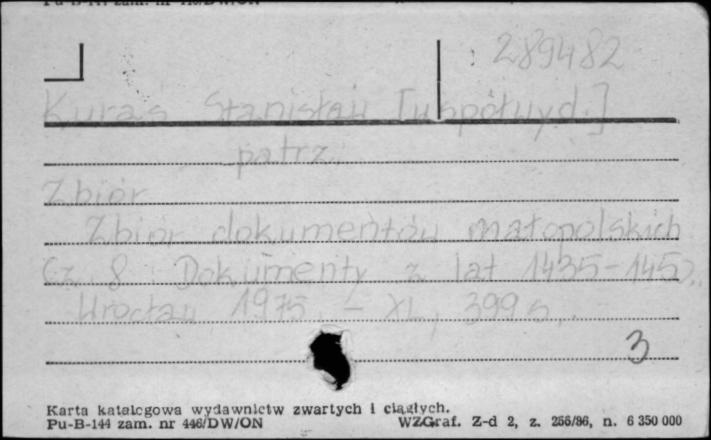 289482
Kuraś Stanisław [współwyd.]
patrz
Zbiór
Zbiór dokumentów małopolskich
Cz. 8 Dokumenty z lat 1435-1450.
Wrocław 1975. - XL, 399 s.
3
Karta katalogowa wydawnictw zwartych i ciągłych.
Pu-B-144 zam. nr 446/DW/ON WZGraf. Z-d 2, z. 256/86, n. 6 350 000